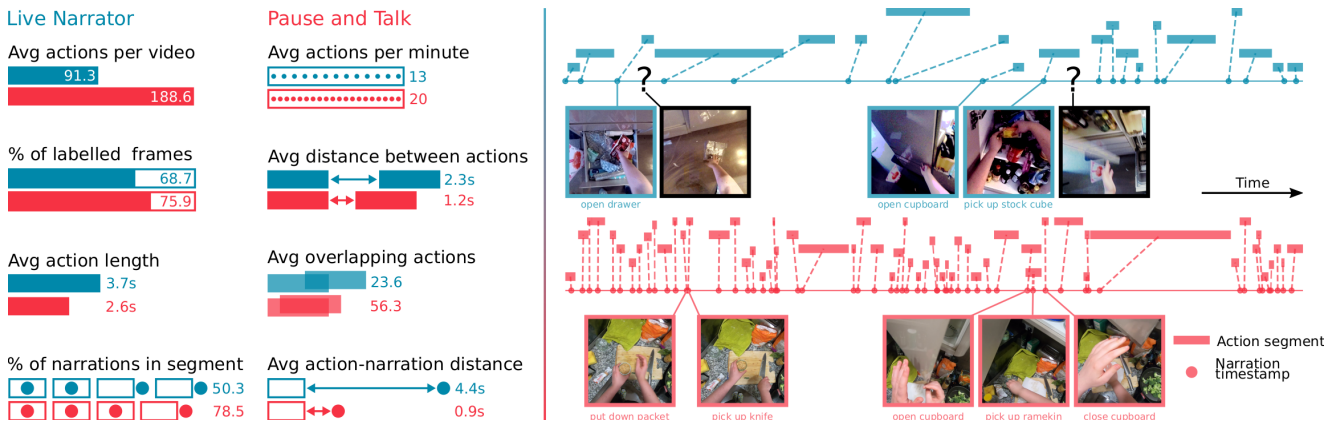 Live Narrator
Pause and Talk
Avg actions per video
91.3
188.6
Avg actions per minute
13
20
% of labelled frames
68.7
75.9
Avg distance between actions
2.3s
1.2s
Avg action length
3.7s
2.6s
Avg overlapping actions
23.6
56.3
% of narrations in segment
50.3
78.5
Avg action-narration distance
4.4s
0.9s
?
?
open drawer
open cupboard
pick up stock cube
Time
put down packet
pick up knife
open cupboard
pick up ramekin
close cupboard
Action segment
Narration
timestamp